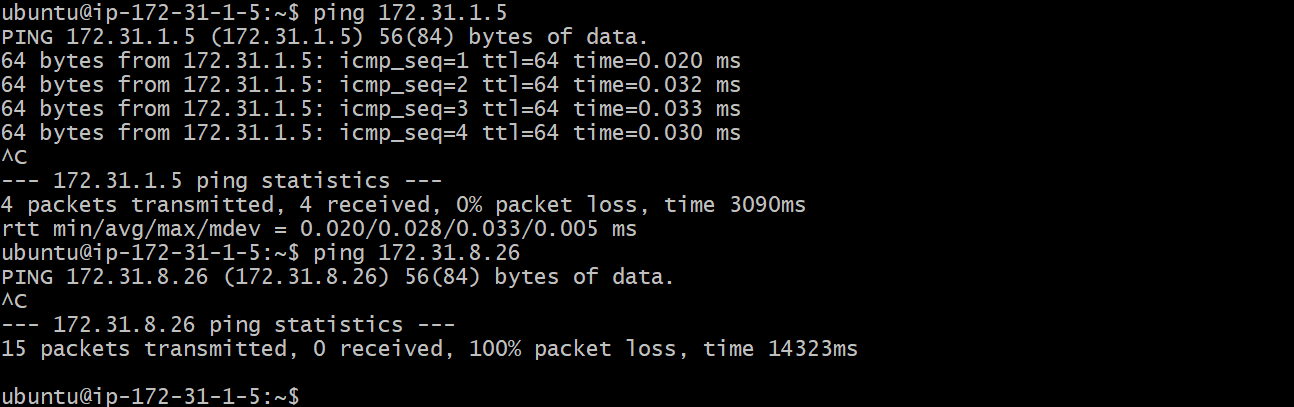 ubuntu@ip-172-31-1-5:~$ ping 172.31.1.5
PING 172.31.1.5 (172.31.1.5) 56(84) bytes of data.
64 bytes from 172.31.1.5: icmp_seq=1 ttl=64 time=0.020 ms
64 bytes from 172.31.1.5: icmp_seq=2 ttl=64 time=0.032 ms
64 bytes from 172.31.1.5: icmp_seq=3 ttl=64 time=0.033 ms
64 bytes from 172.31.1.5: icmp_seq=4 ttl=64 time=0.030 ms
^C
--- 172.31.1.5 ping statistics ---
4 packets transmitted, 4 received, 0% packet loss, time 3090ms
rtt min/avg/max/mdev = 0.020/0.028/0.033/0.005 ms
ubuntu@ip-172-31-1-5:~$ ping 172.31.8.26
PING 172.31.8.26 (172.31.8.26) 56(84) bytes of data.
^C
--- 172.31.8.26 ping statistics ---
15 packets transmitted, 0 received, 100% packet loss, time 14323ms
ubuntu@ip-172-31-1-5:~$